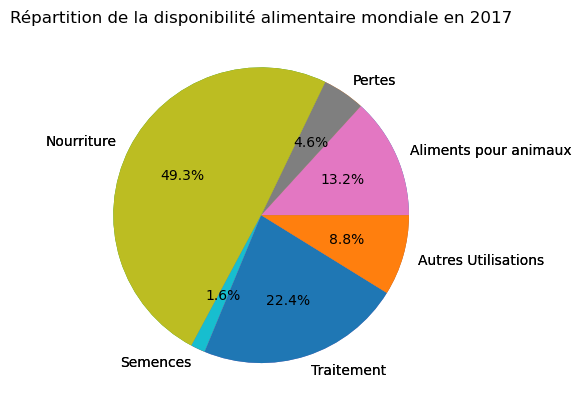 Répartition de la disponibilité alimentaire mondiale en 2017
Pertes
Nourriture
4.6%
Aliments pour animaux
49.3%
13.2%
8.8%
Autres Utilisations
1.6%
22.4%
Semences
Traitement